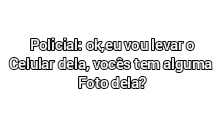 Policial: ok,eu vou levar o
Celular dela, vocês tem alguma
Foto dela?